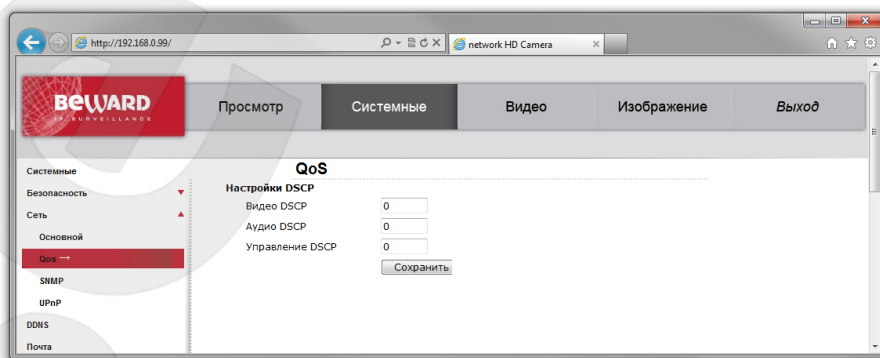 http://192.168.0.99/
network HD Camera
BEWARD
IP SURVEILLANCE
Просмотр
Системные
Видео
Изображение
Выход
Системные
Безопасность
Сеть
Основной
Qos →
SNMP
UPnP
DDNS
Почта
QoS
Настройки DSCP
Видео DSCP 0
Аудио DSCP 0
Управление DSCP 0
Сохранить